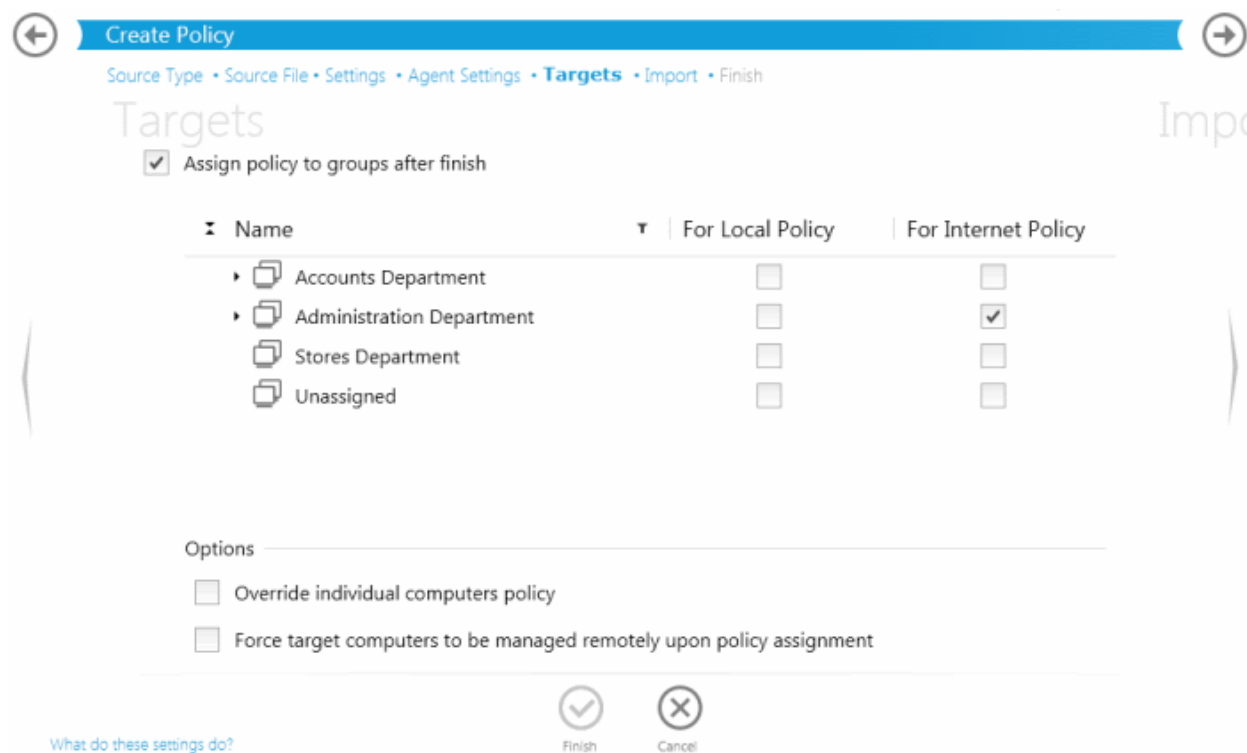 Create Policy
Source Type • Source File • Settings • Agent Settings • Targets • Import • Finish
Targets
Assign policy to groups after finish
Name For Local Policy For Internet Policy
Accounts Department
Administration Department
Stores Department
Unassigned
Options
Override individual computers policy
Force target computers to be managed remotely upon policy assignment
Finish Cancel
What do these settings do?